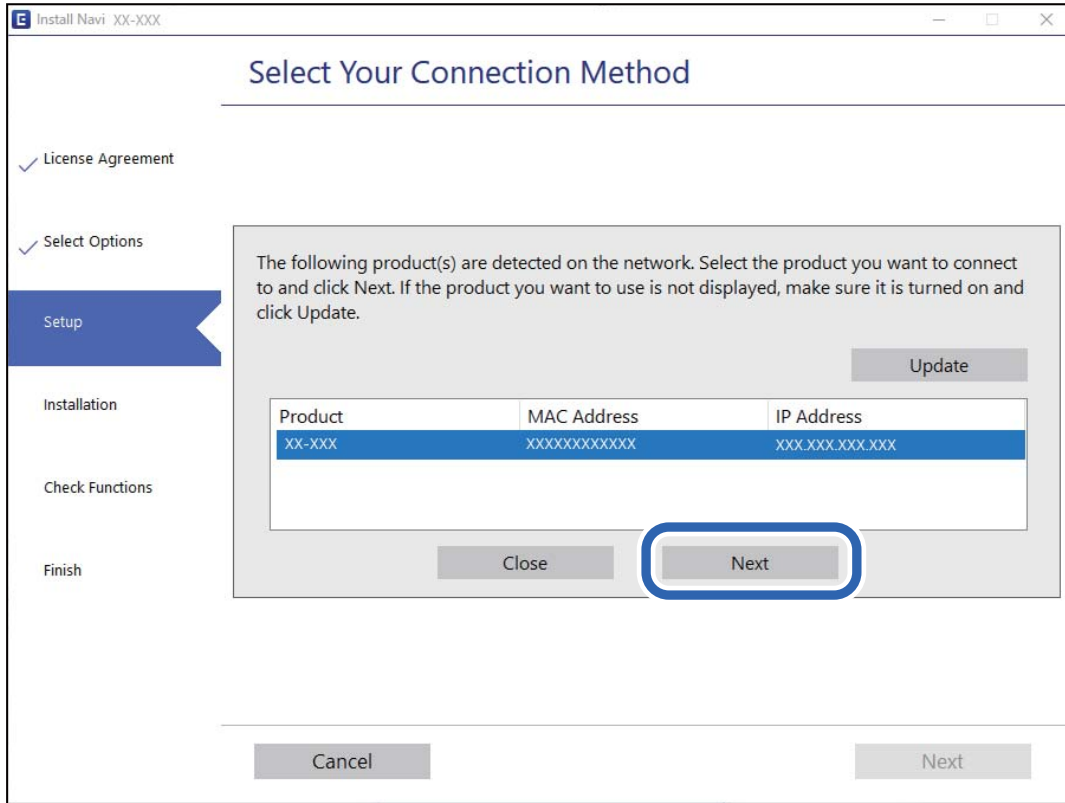 E Install Navi XX-XXX
Select Your Connection Method
License Agreement
Select Options
Setup
Installation
Check Functions
Finish
The following product(s) are detected on the network. Select the product you want to connect
to and click Next. If the product you want to use is not displayed, make sure it is turned on and
click Update.
Update
Product MAC Address IP Address
XX-XXX XXXXXXXXXXXX XXX.XXX.XXX.XXX
Close Next
Cancel Next